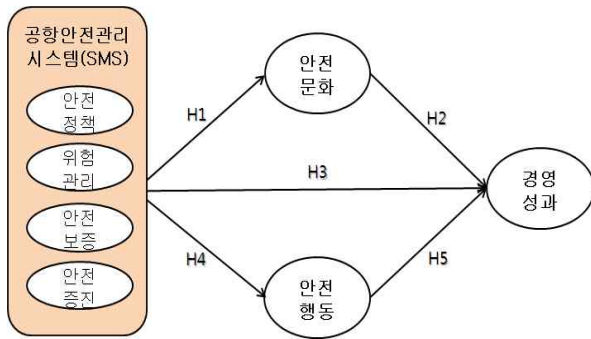 공항안전관리
시스템(SMS)
안전
정책
위험
관리
안전
보증
안전
증진
H1
안전
문화
H2
H3
경영
성과
H4
안전
행동
H5